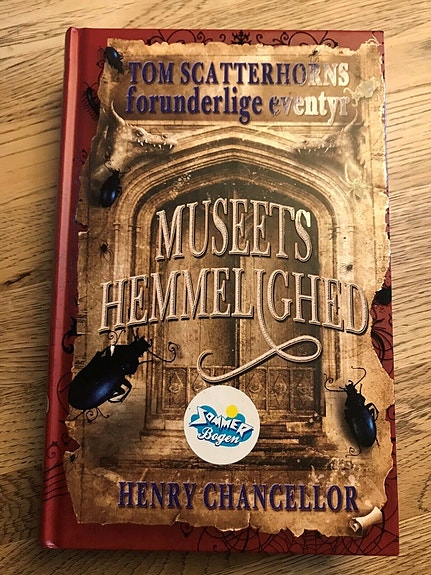 TOM SCATTERHORNS
forunderlige eventyr
MUSEETS
HEMMELIGHED
SOMMER
Bogen
HENRY CHANCELLOR